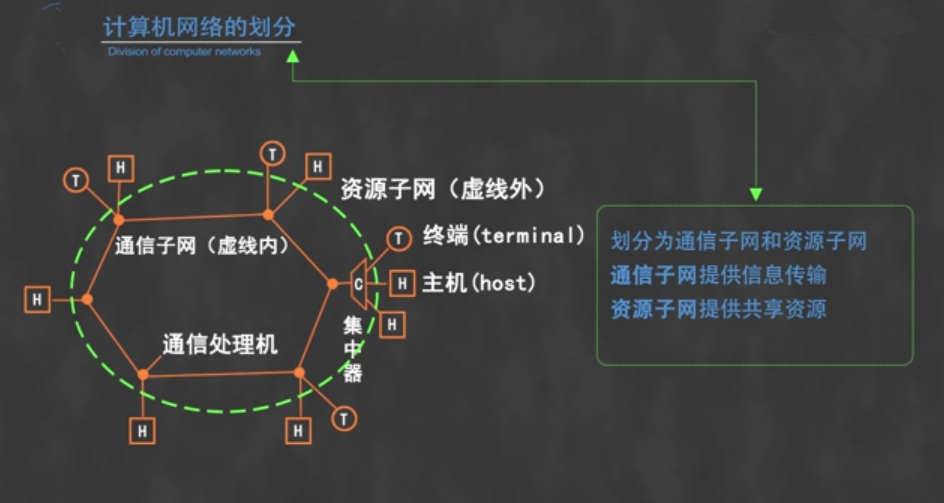 计算机网络的划分
Division of computer networks
T
H
T
H
资源子网（虚线外）
通信子网（虚线内）
T
终端(terminal)
H
C
H
主机(host)
H
集中器
通信处理机
H
H
T
划分为通信子网和资源子网
通信子网提供信息传输
资源子网提供共享资源